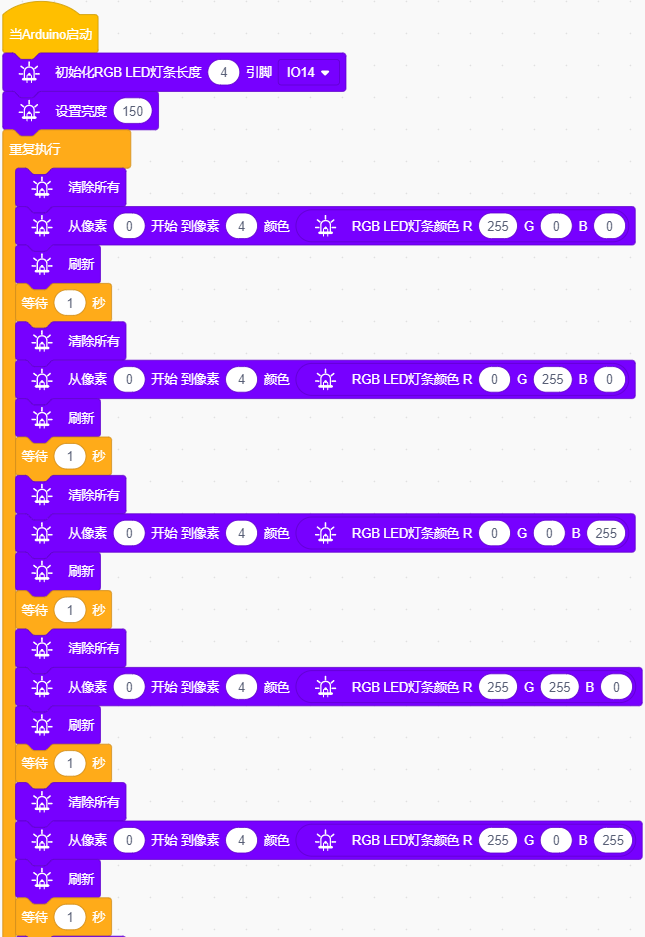 当Arduino启动
初始化RGB LED灯条长度 4 引脚 IO14
设置亮度 150
重复执行
清除所有
从像素 0 开始 到像素 4 颜色 RGB LED灯条颜色 R 255 G 0 B 0
刷新
等待 1 秒
清除所有
从像素 0 开始 到像素 4 颜色 RGB LED灯条颜色 R 0 G 255 B 0
刷新
等待 1 秒
清除所有
从像素 0 开始 到像素 4 颜色 RGB LED灯条颜色 R 0 G 0 B 255
刷新
等待 1 秒
清除所有
从像素 0 开始 到像素 4 颜色 RGB LED灯条颜色 R 255 G 255 B 0
刷新
等待 1 秒
清除所有
从像素 0 开始 到像素 4 颜色 RGB LED灯条颜色 R 255 G 0 B 255
刷新
等待 1 秒